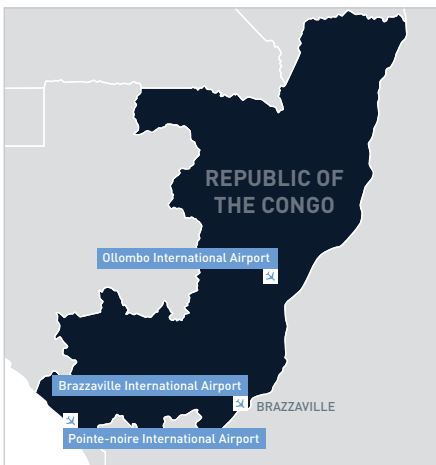 REPUBLIC OF
THE CONGO
Ollombo International Airport
Brazzaville International Airport
BRAZZAVILLE
Pointe-noire International Airport